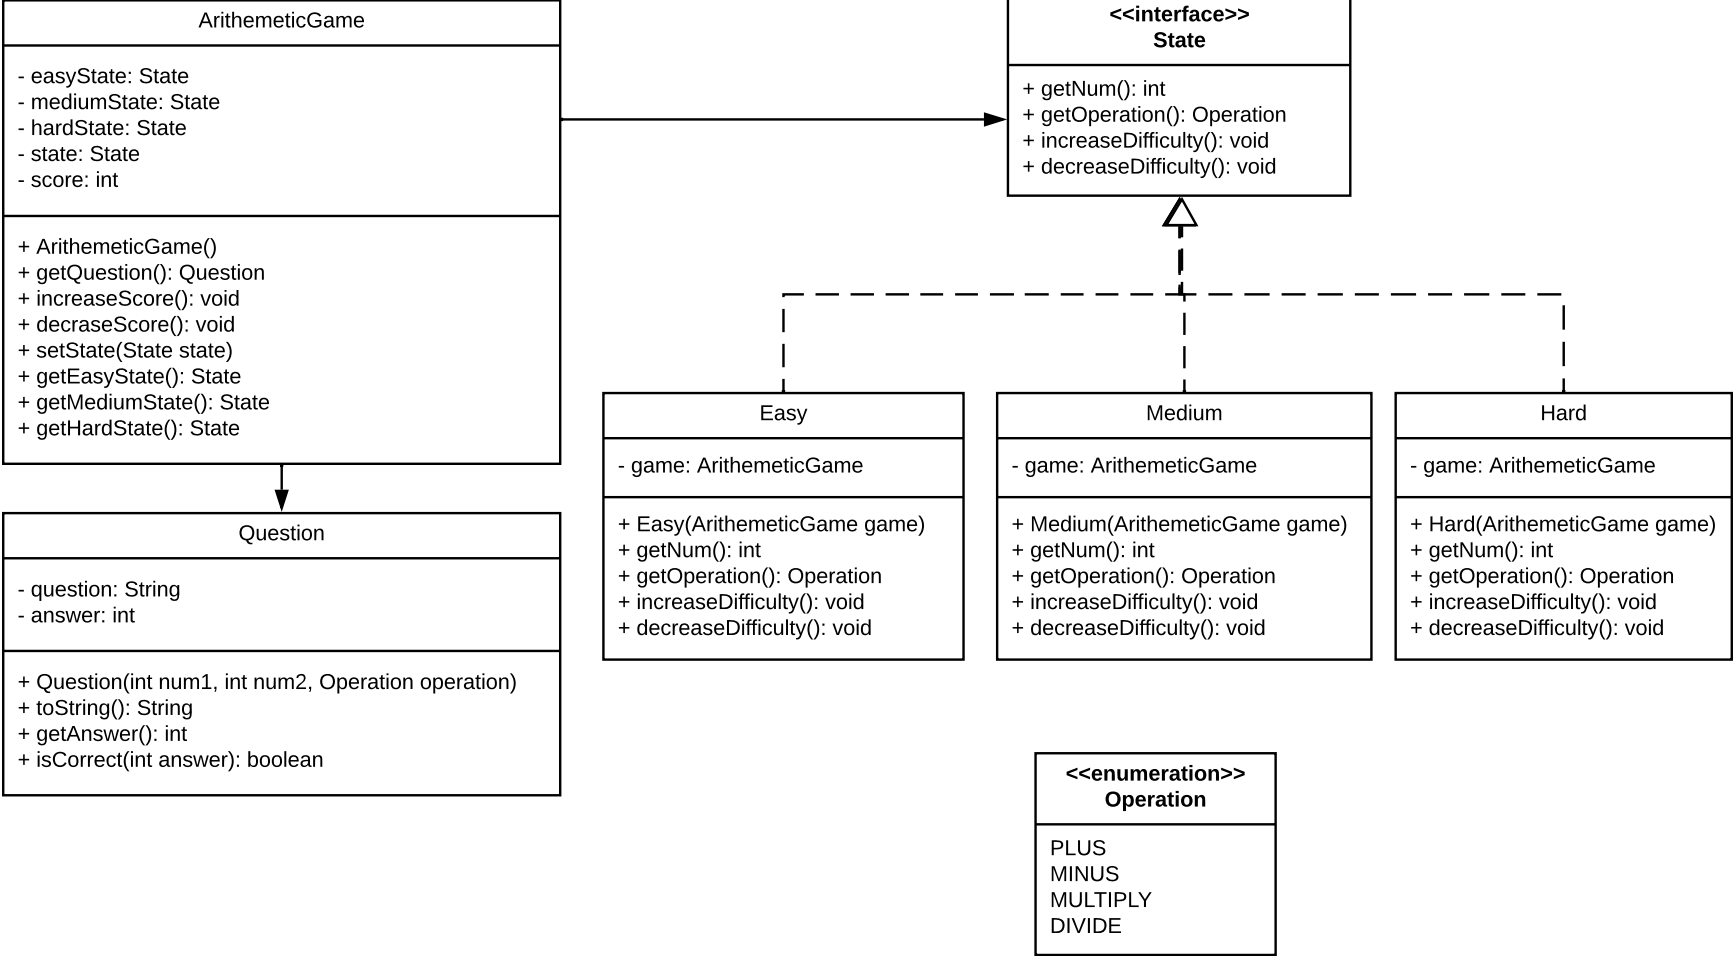 ArithemeticGame
- easyState: State
- mediumState: State
- hardState: State
- state: State
- score: int
+ ArithemeticGame()
+ getQuestion(): Question
+ increaseScore(): void
+ decraseScore(): void
+ setState(State state)
+ getEasyState(): State
+ getMediumState(): State
+ getHardState(): State
<<interface>>
State
+ getNum(): int
+ getOperation(): Operation
+ increaseDifficulty(): void
+ decreaseDifficulty(): void
Question
- question: String
- answer: int
+ Question(int num1, int num2, Operation operation)
+ toString(): String
+ getAnswer(): int
+ isCorrect(int answer): boolean
Easy
- game: ArithemeticGame
+ Easy(ArithemeticGame game)
+ getNum(): int
+ getOperation(): Operation
+ increaseDifficulty(): void
+ decreaseDifficulty(): void
Medium
- game: ArithemeticGame
+ Medium(ArithemeticGame game)
+ getNum(): int
+ getOperation(): Operation
+ increaseDifficulty(): void
+ decreaseDifficulty(): void
Hard
- game: ArithemeticGame
+ Hard(ArithemeticGame game)
+ getNum(): int
+ getOperation(): Operation
+ increaseDifficulty(): void
+ decreaseDifficulty(): void
<<enumeration>>
Operation
PLUS
MINUS
MULTIPLY
DIVIDE